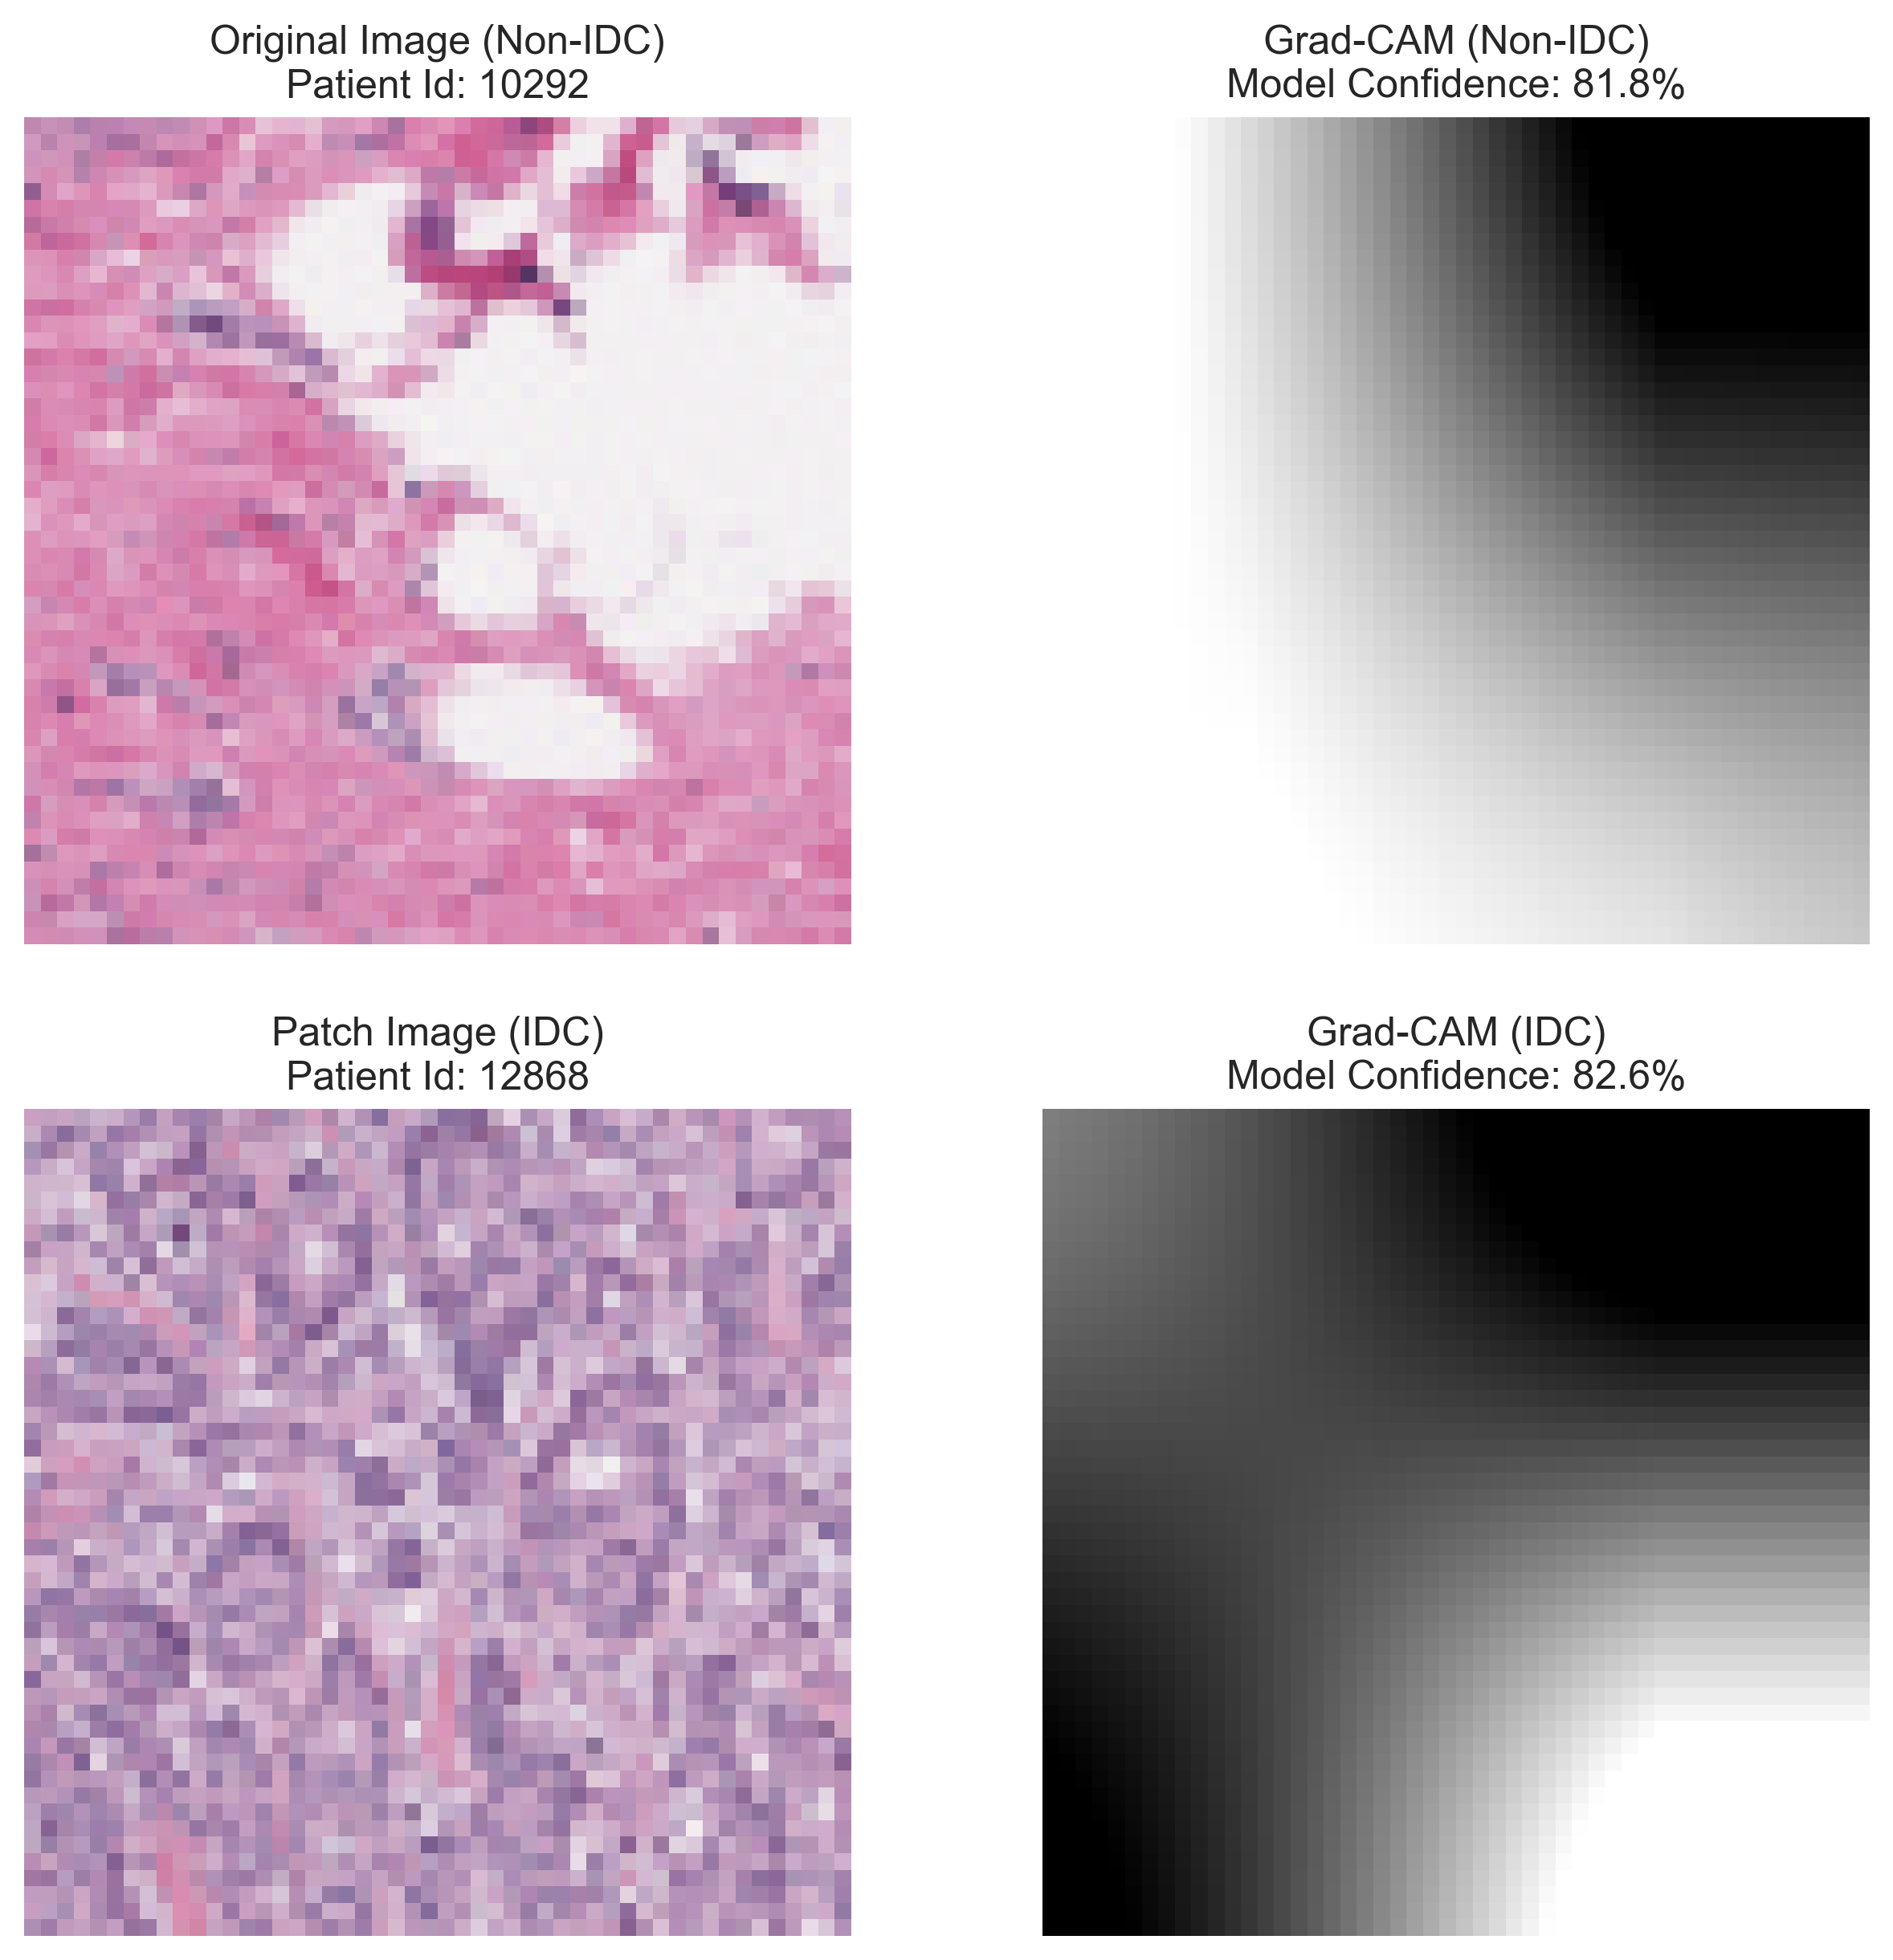 Original Image (Non-IDC)
Patient Id: 10292
Grad-CAM (Non-IDC)
Model Confidence: 81.8%
Patch Image (IDC)
Patient Id: 12868
Grad-CAM (IDC)
Model Confidence: 82.6%